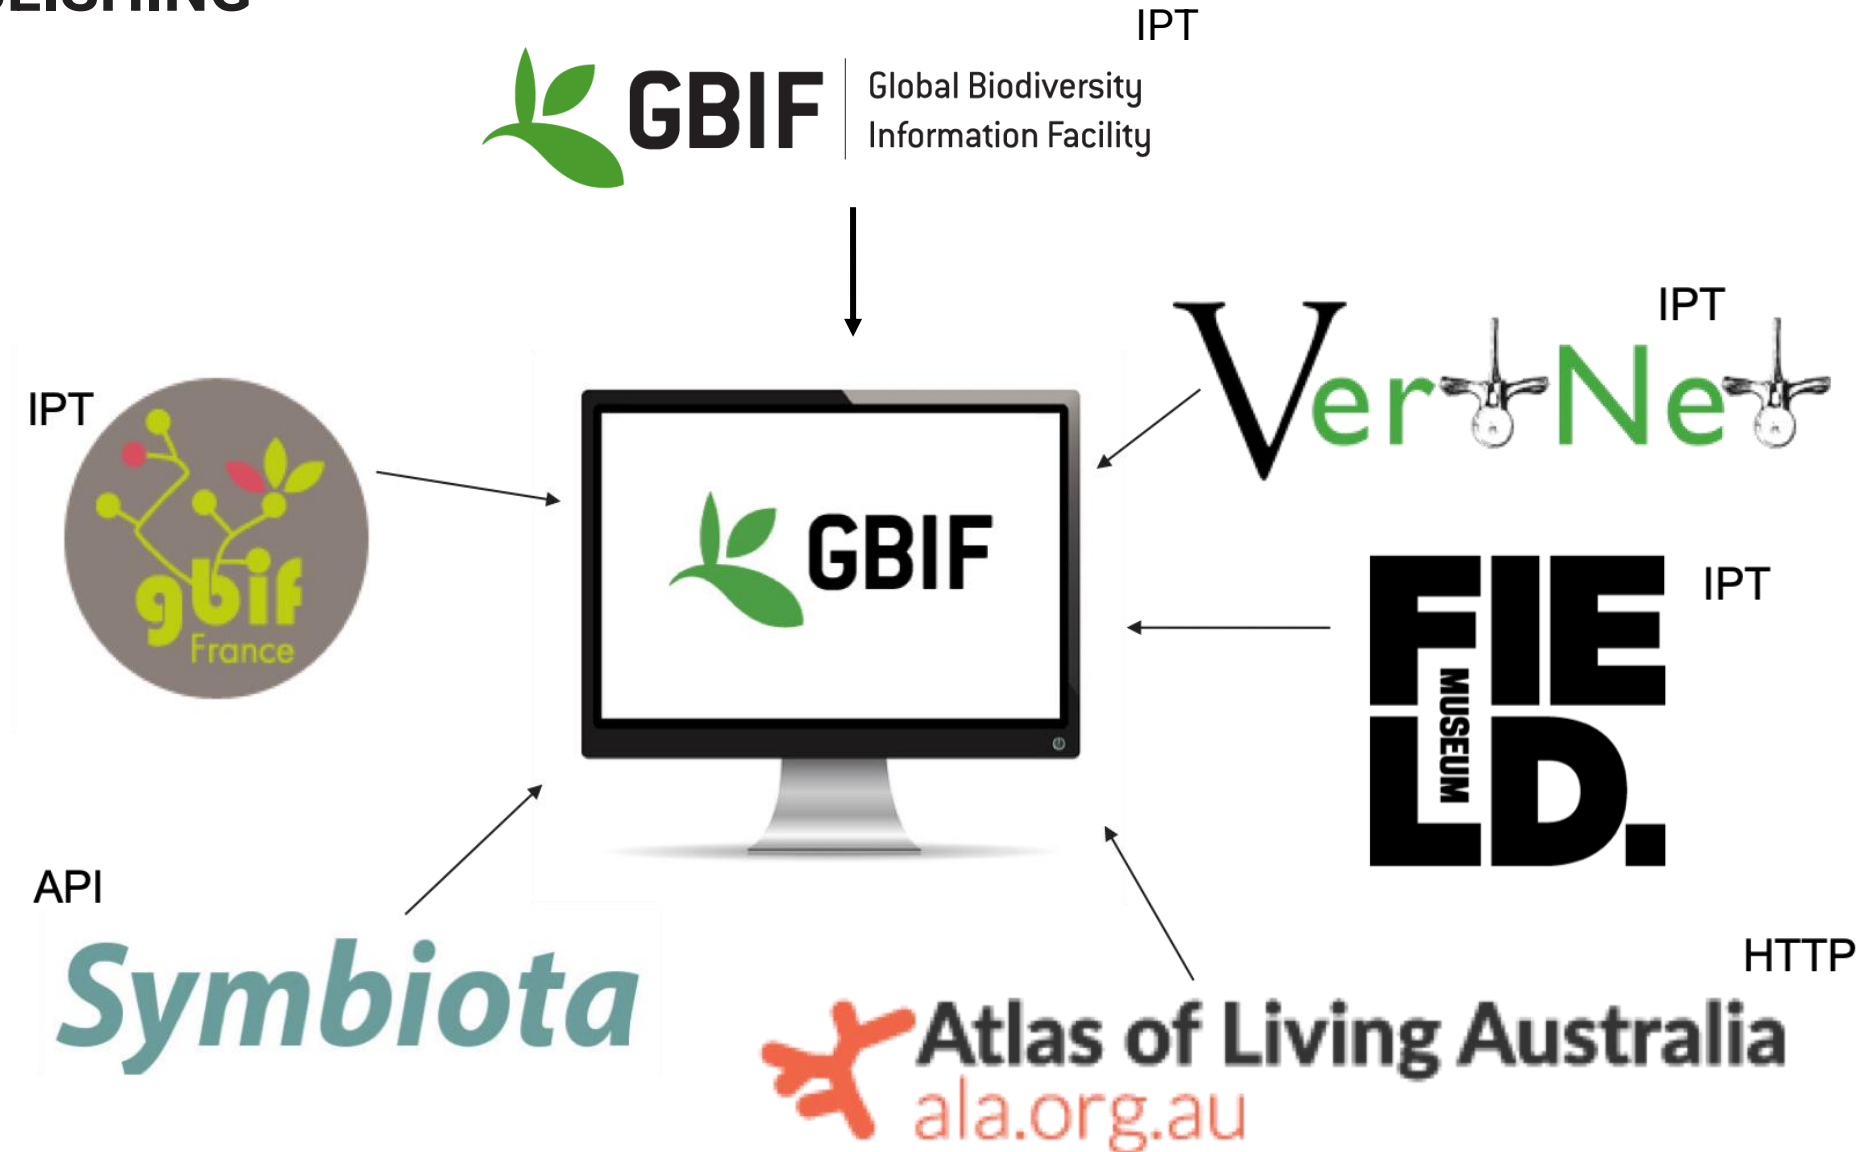 IPT
GBIF
Global Biodiversity
Information Facility
IPT
VertNet
IPT
gbif
France
GBIF
IPT
FIE
LD.
MUSEUM
API
Symbiota
HTTP
Atlas of Living Australia
ala.org.au